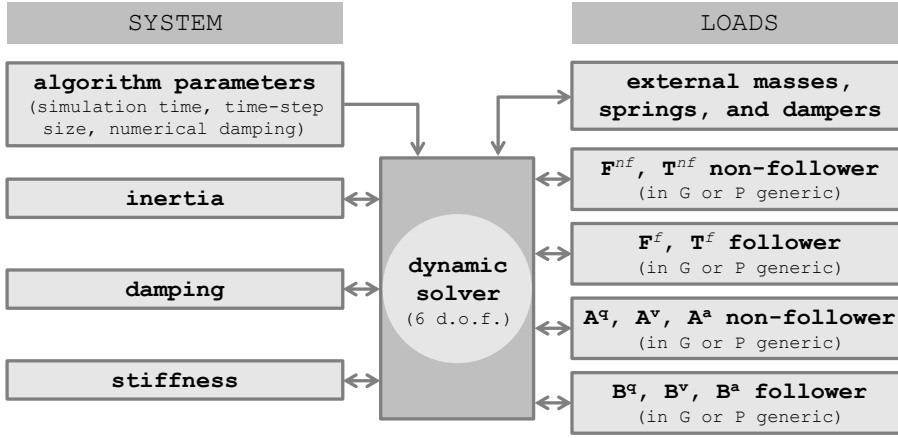 SYSTEM
algorithm parameters
(simulation time, time-step
size, numerical damping)
inertia
damping
stiffness
dynamic
solver
(6 d.o.f.)
LOADS
external masses,
springs, and dampers
Fⁿᶠ, Tⁿᶠ non-follower
(in G or P generic)
Fᶠ, Tᶠ follower
(in G or P generic)
A^q, Aᵛ, Aᵃ non-follower
(in G or P generic)
B^q, Bᵛ, Bᵃ follower
(in G or P generic)